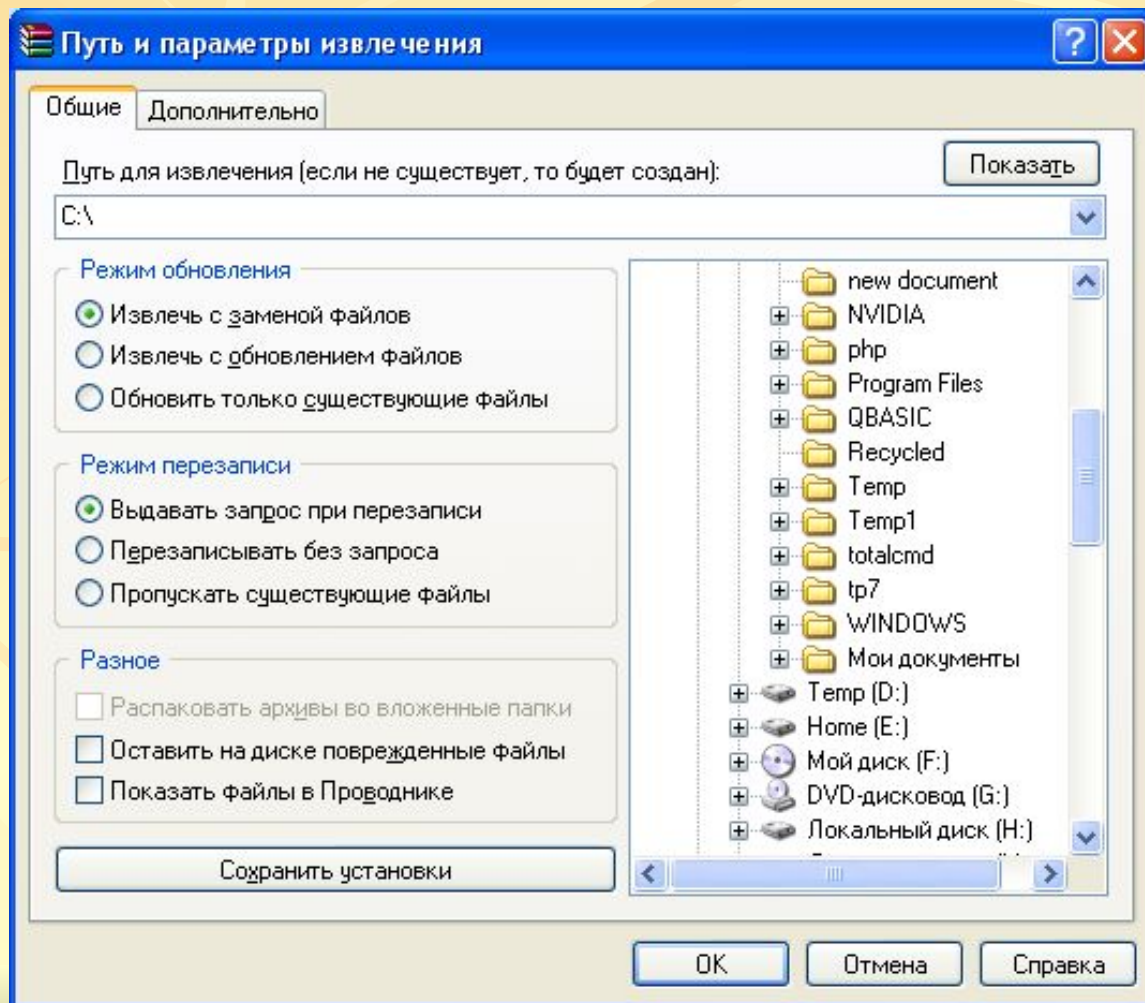 Путь и параметры извлечения
Общие
Дополнительно
Путь для извлечения (если не существует, то будет создан):
Показать
C:\
Режим обновления
Извлечь с заменой файлов
Извлечь с обновлением файлов
Обновить только существующие файлы
Режим перезаписи
Выдавать запрос при перезаписи
Перезаписывать без запроса
Пропускать существующие файлы
Разное
Распаковать архивы во вложенные папки
Оставить на диске поврежденные файлы
Показать файлы в Проводнике
Сохранить установки
new document
NVIDIA
php
Program Files
QBASIC
Recycled
Temp
Temp1
totalcmd
tp7
WINDOWS
Мои документы
Temp (D:)
Home (E:)
Мой диск (F:)
DVD-дисковод (G:)
Локальный диск (H:)
OK
Отмена
Справка